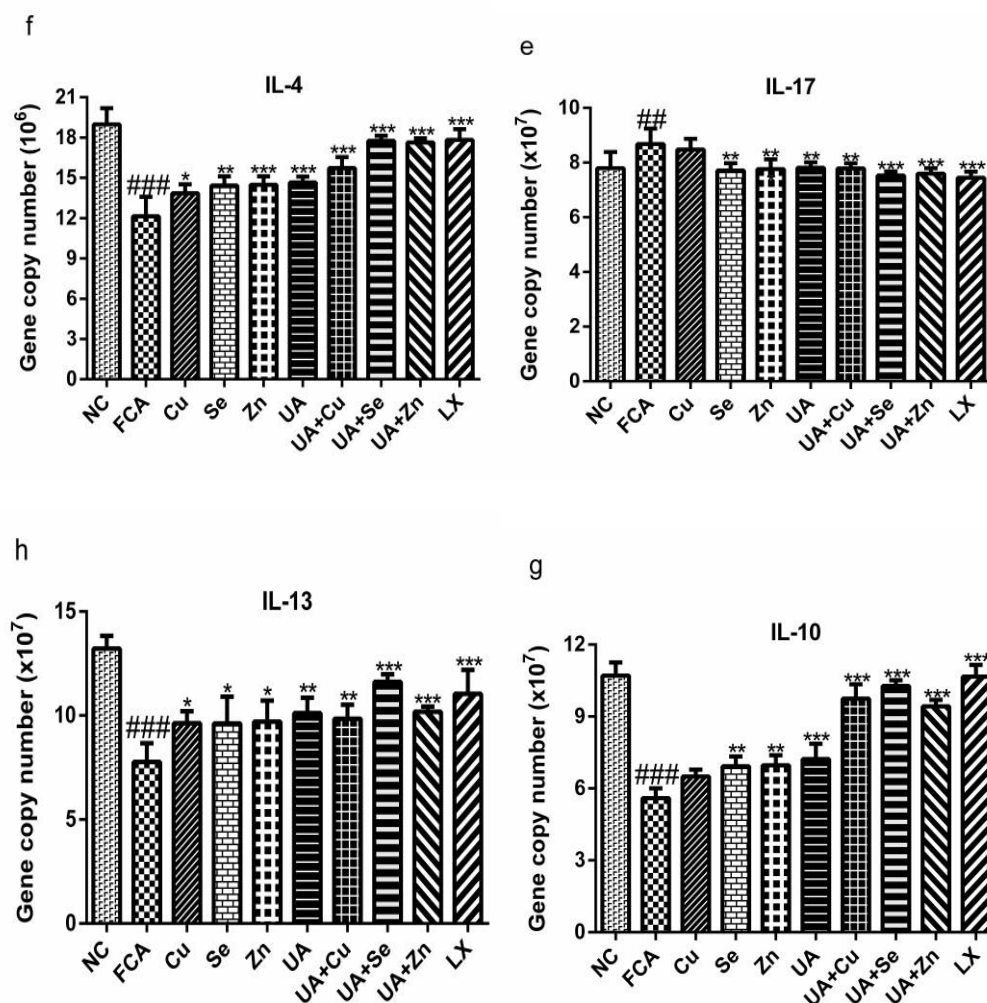 f
IL-4
Gene copy number (10⁶)
21
18
15
12
9
6
3
0
###
*
**
***
***
***
***
***
***
NC
FCA
Cu
Se
Zn
UA
UA+Cu
UA+Se
UA+Zn
LX
e
IL-17
Gene copy number (x10⁷)
10
8
6
4
2
0
##
**
**
**
**
***
***
***
NC
FCA
Cu
Se
Zn
UA
UA+Cu
UA+Se
UA+Zn
LX
h
IL-13
Gene copy number (x10⁷)
15
10
5
0
###
*
*
*
**
**
***
***
***
NC
FCA
Cu
Se
Zn
UA
UA+Cu
UA+Se
UA+Zn
LX
g
IL-10
Gene copy number (x10⁷)
12
9
6
3
0
###
**
**
***
***
***
***
***
NC
FCA
Cu
Se
Zn
UA
UA+Cu
UA+Se
UA+Zn
LX